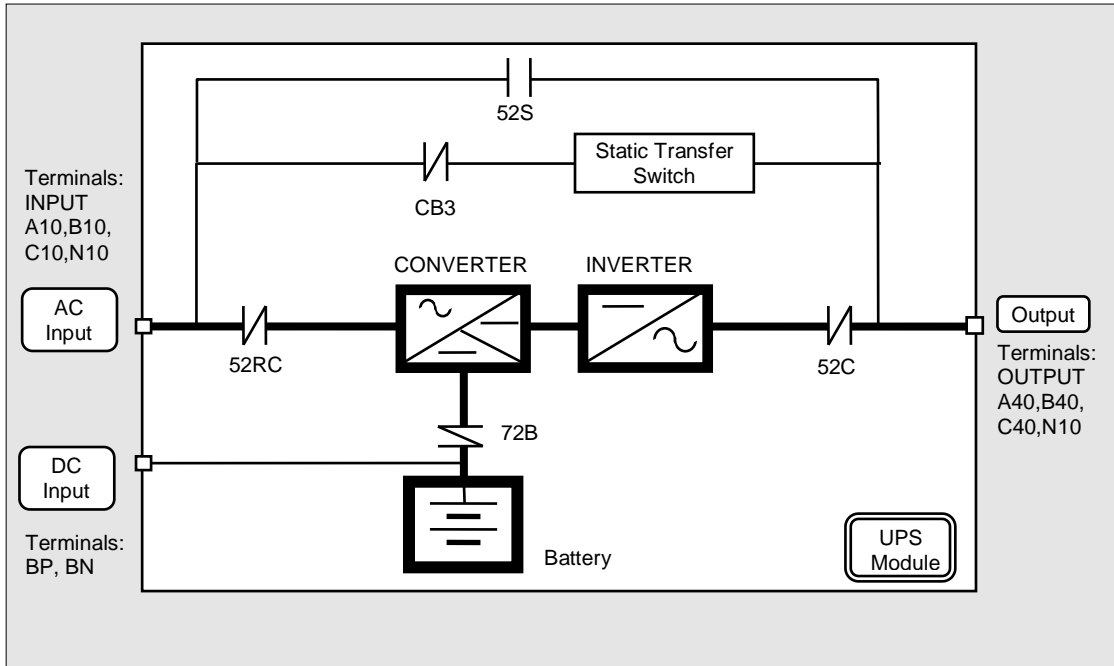 52S
Static Transfer
Switch
CB3
Terminals:
INPUT
A10,B10,
C10,N10
CONVERTER
INVERTER
AC
Input
52RC
52C
Output
Terminals:
OUTPUT
A40,B40,
C40,N10
72B
DC
Input
Terminals:
BP, BN
Battery
UPS
Module